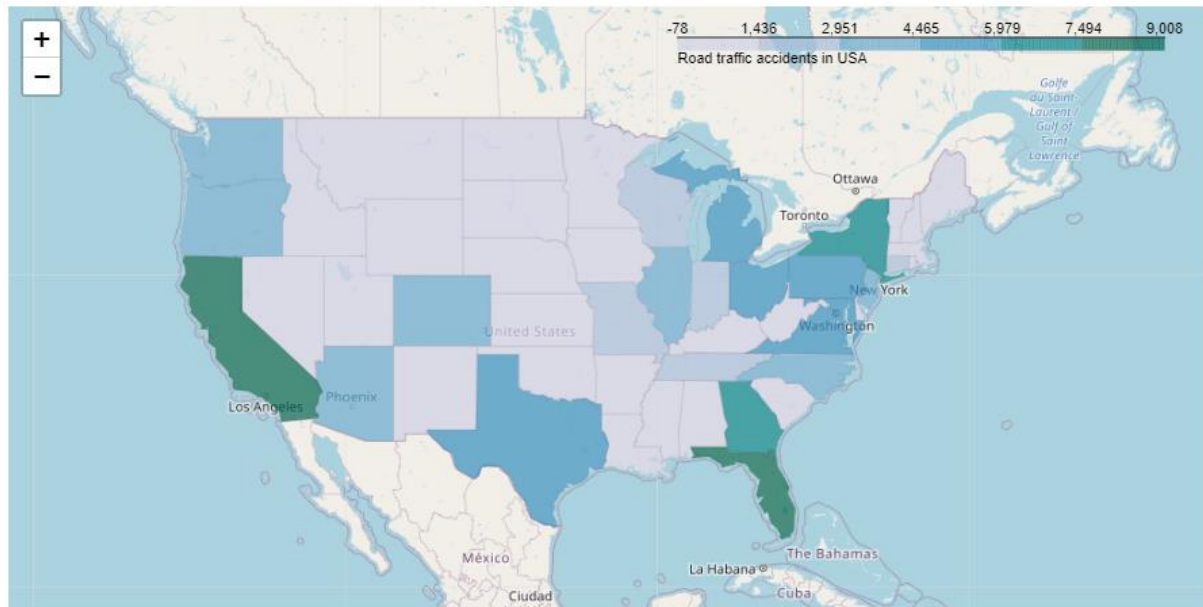 +
−
-78 1,436 2,951 4,465 5,979 7,494 9,008
Road traffic accidents in USA
Golfe
du Saint-
Laurent /
Gulf of
Saint
Lawrence
Ottawa
Toronto
New York
Washington
United States
Phoenix
Los Angeles
México
Ciudad
La Habana
The Bahamas
Cuba